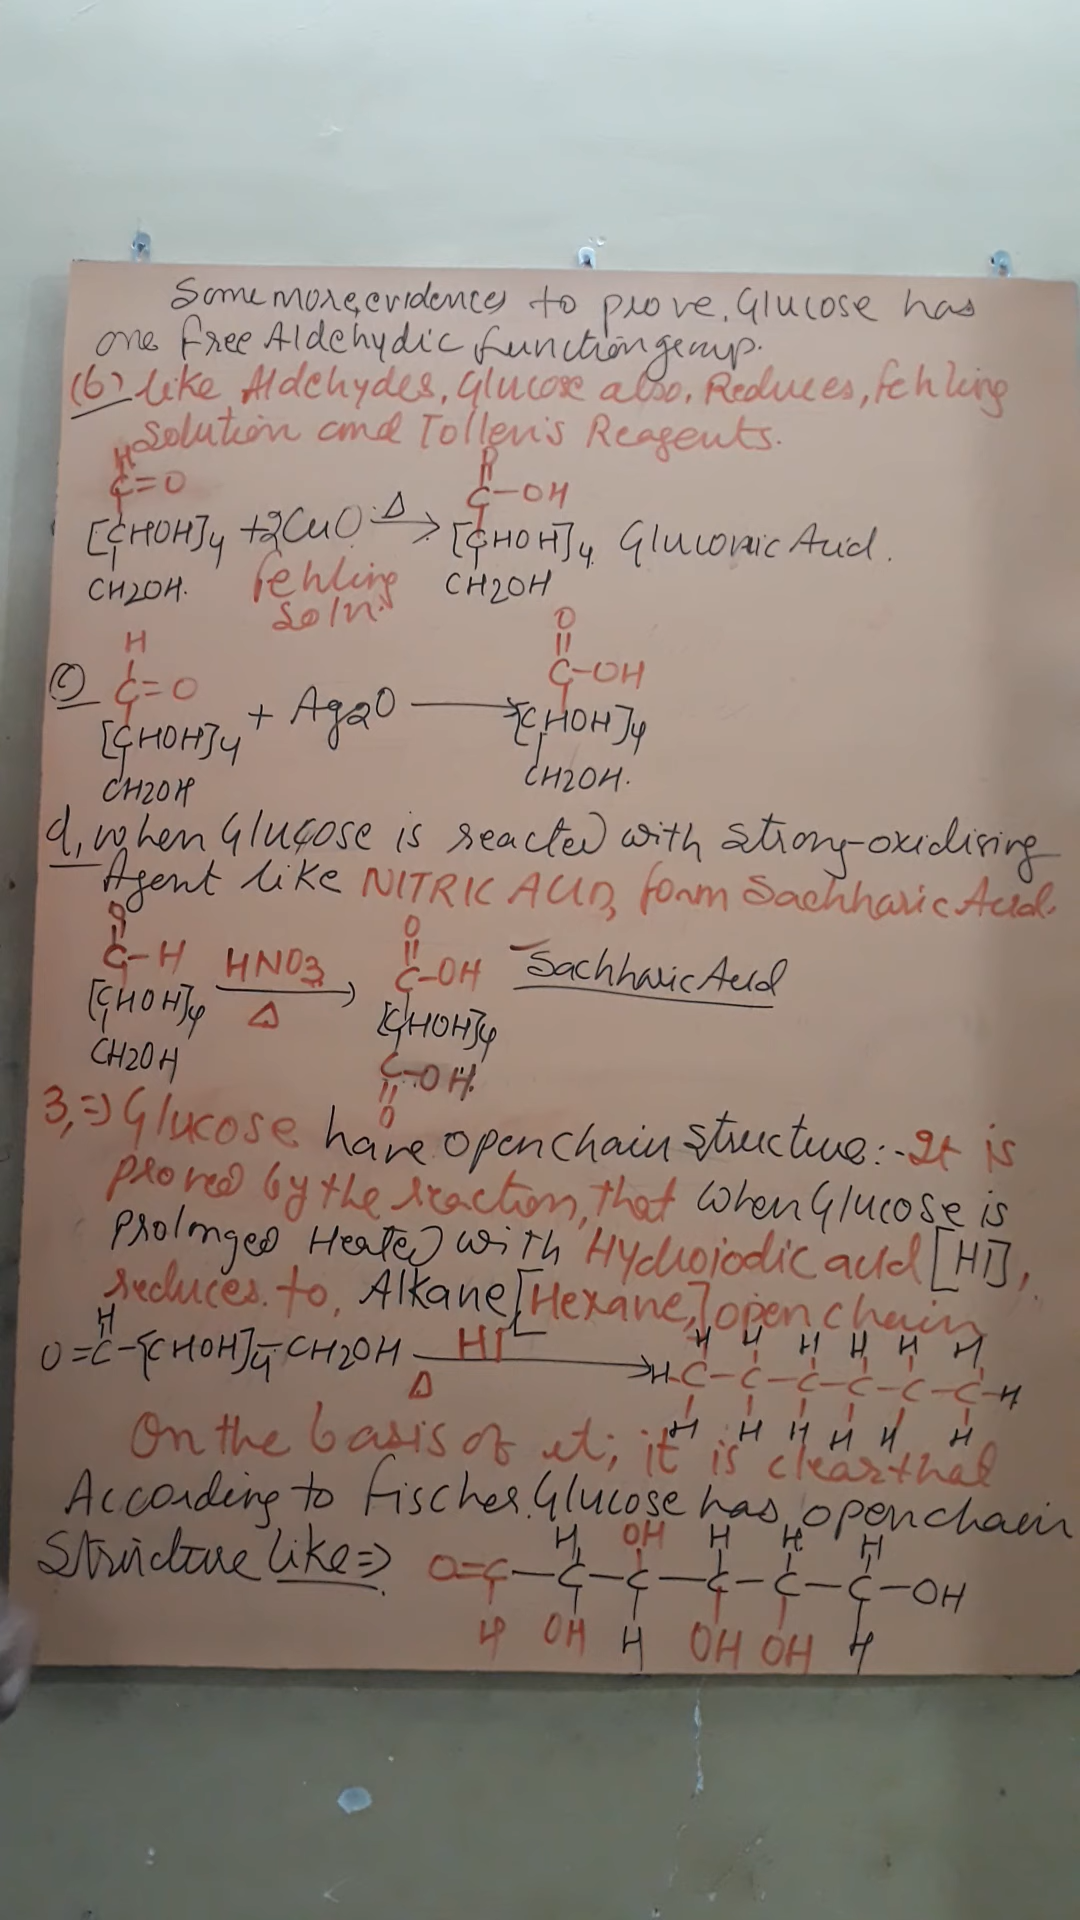 Some more, evidences to prove, Glucose has
one free Aldehydic function group.
(b) like Aldehydes, Glucose also, Reduces, fehling
Solution and Tollen's Reagents.
H
C=O
[CHOH]4
CH2OH.
+2CuO
fehling
Soln.
Δ
O
C-OH
[CHOH]4
CH2OH
Gluconic Acid.
(c)
H
C=O
[CHOH]4
CH2OH
+ Ag2O
O
C-OH
[CHOH]4
CH2OH.
d, When Glucose is reacted with strong-oxidising
Agent like NITRIC ACID, form Sachharic Acid.
O
C-H
[CHOH]4
CH2OH
HNO3
Δ
O
C-OH
[CHOH]4
C-OH.
O
Sachharic Acid
3,⇒ Glucose have open chain structure:- It is
proved by the reaction, that when Glucose is
prolonged Heated with Hydroiodic acid [HI],
reduces to, Alkane [Hexane,] open chain
H
O=C-[CHOH]4-CH2OH
HI
Δ
H H H H H H
H-C-C-C-C-C-C-H
H H H H H H
On the basis of it; it is clear that
According to fischer, Glucose has, open chain
Structure like⇒
H OH H H H
O=C-C-C-C-C-C-OH
H OH H OH OH H